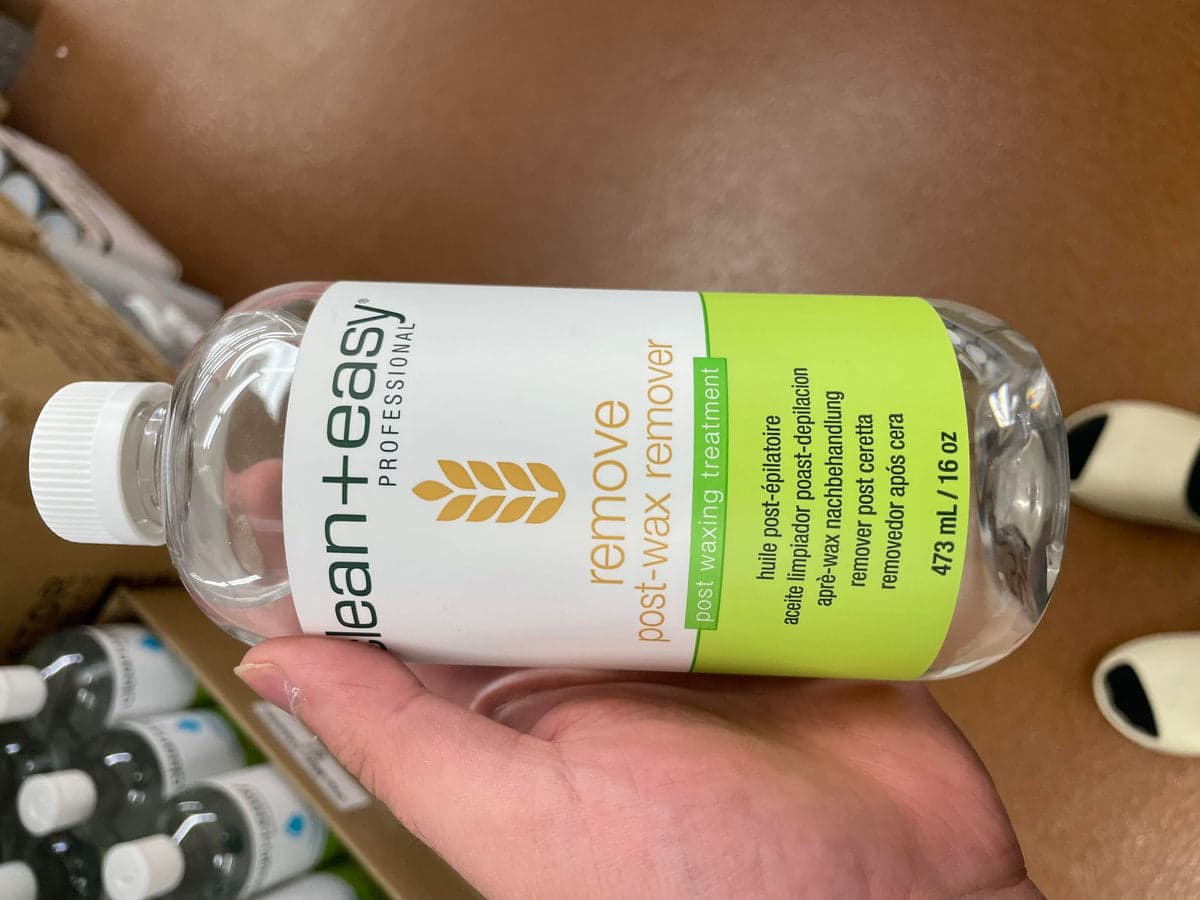 clean+easy®
PROFESSIONAL
remove
post-wax remover
post waxing treatment
huile post-épilatoire
aceite limpiador poast-depilacion
aprè-wax nachbehandlung
remover post ceretta
removedor após cera
473 mL / 16 oz